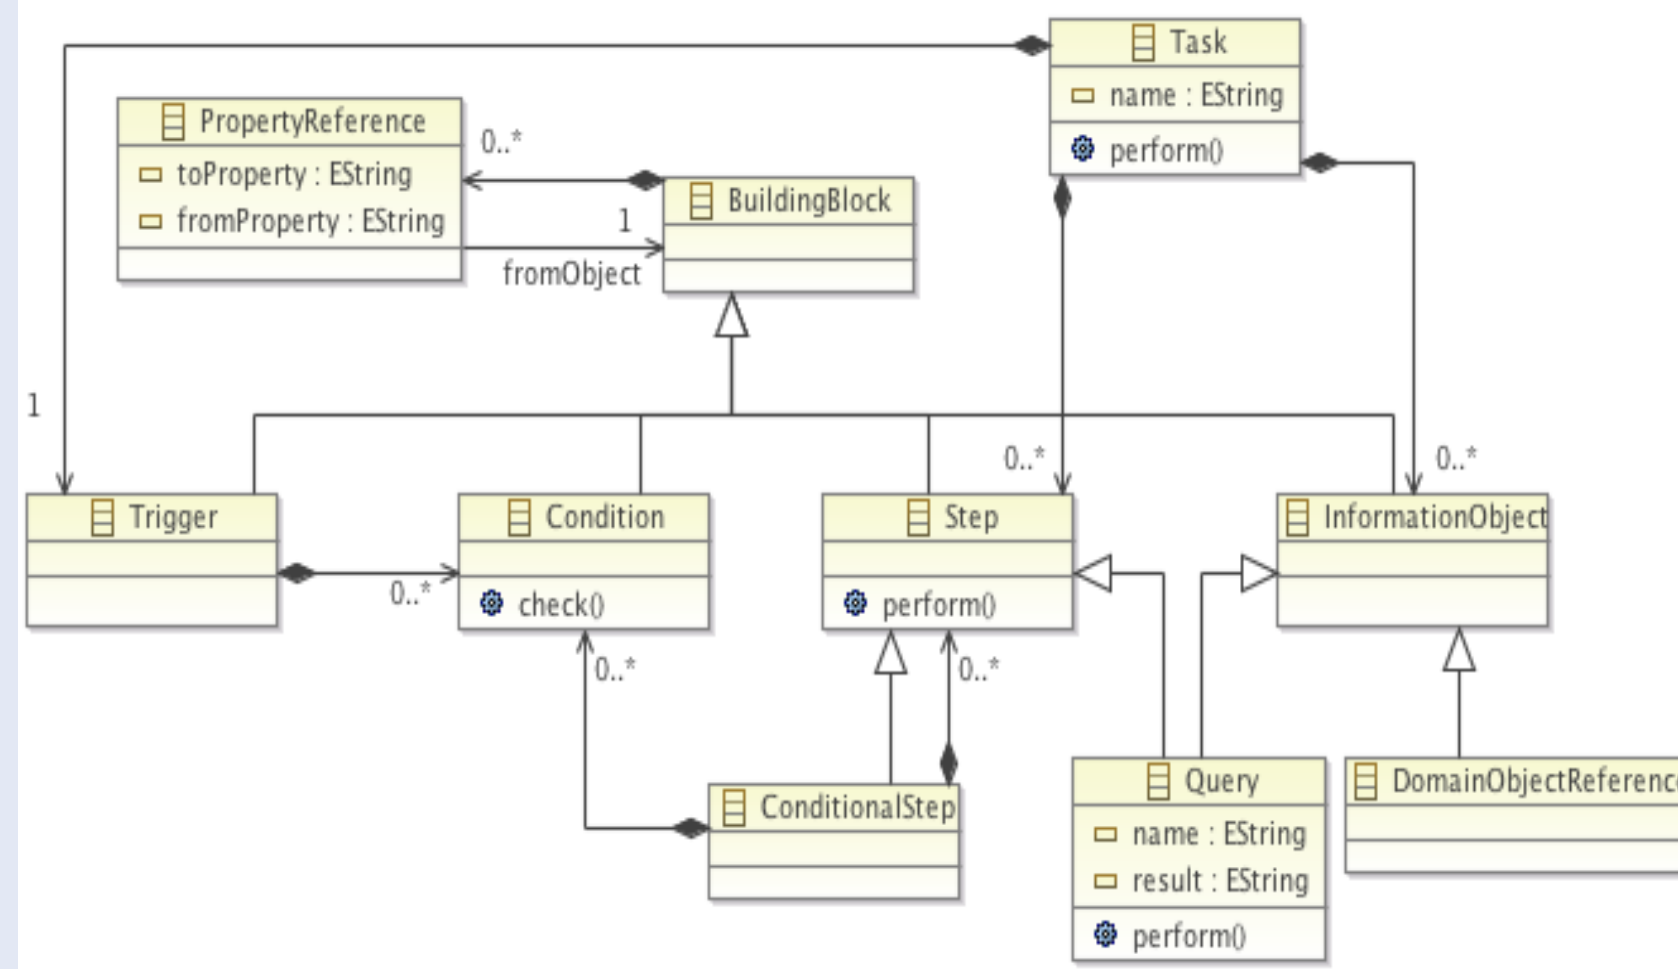 Task
name : EString
perform()
PropertyReference
toProperty : EString
fromProperty : EString
0..*
1
fromObject
BuildingBlock
1
0..*
0..*
Trigger
0..*
Condition
check()
Step
perform()
InformationObject
0..*
0..*
ConditionalStep
Query
name : EString
result : EString
perform()
DomainObjectReference